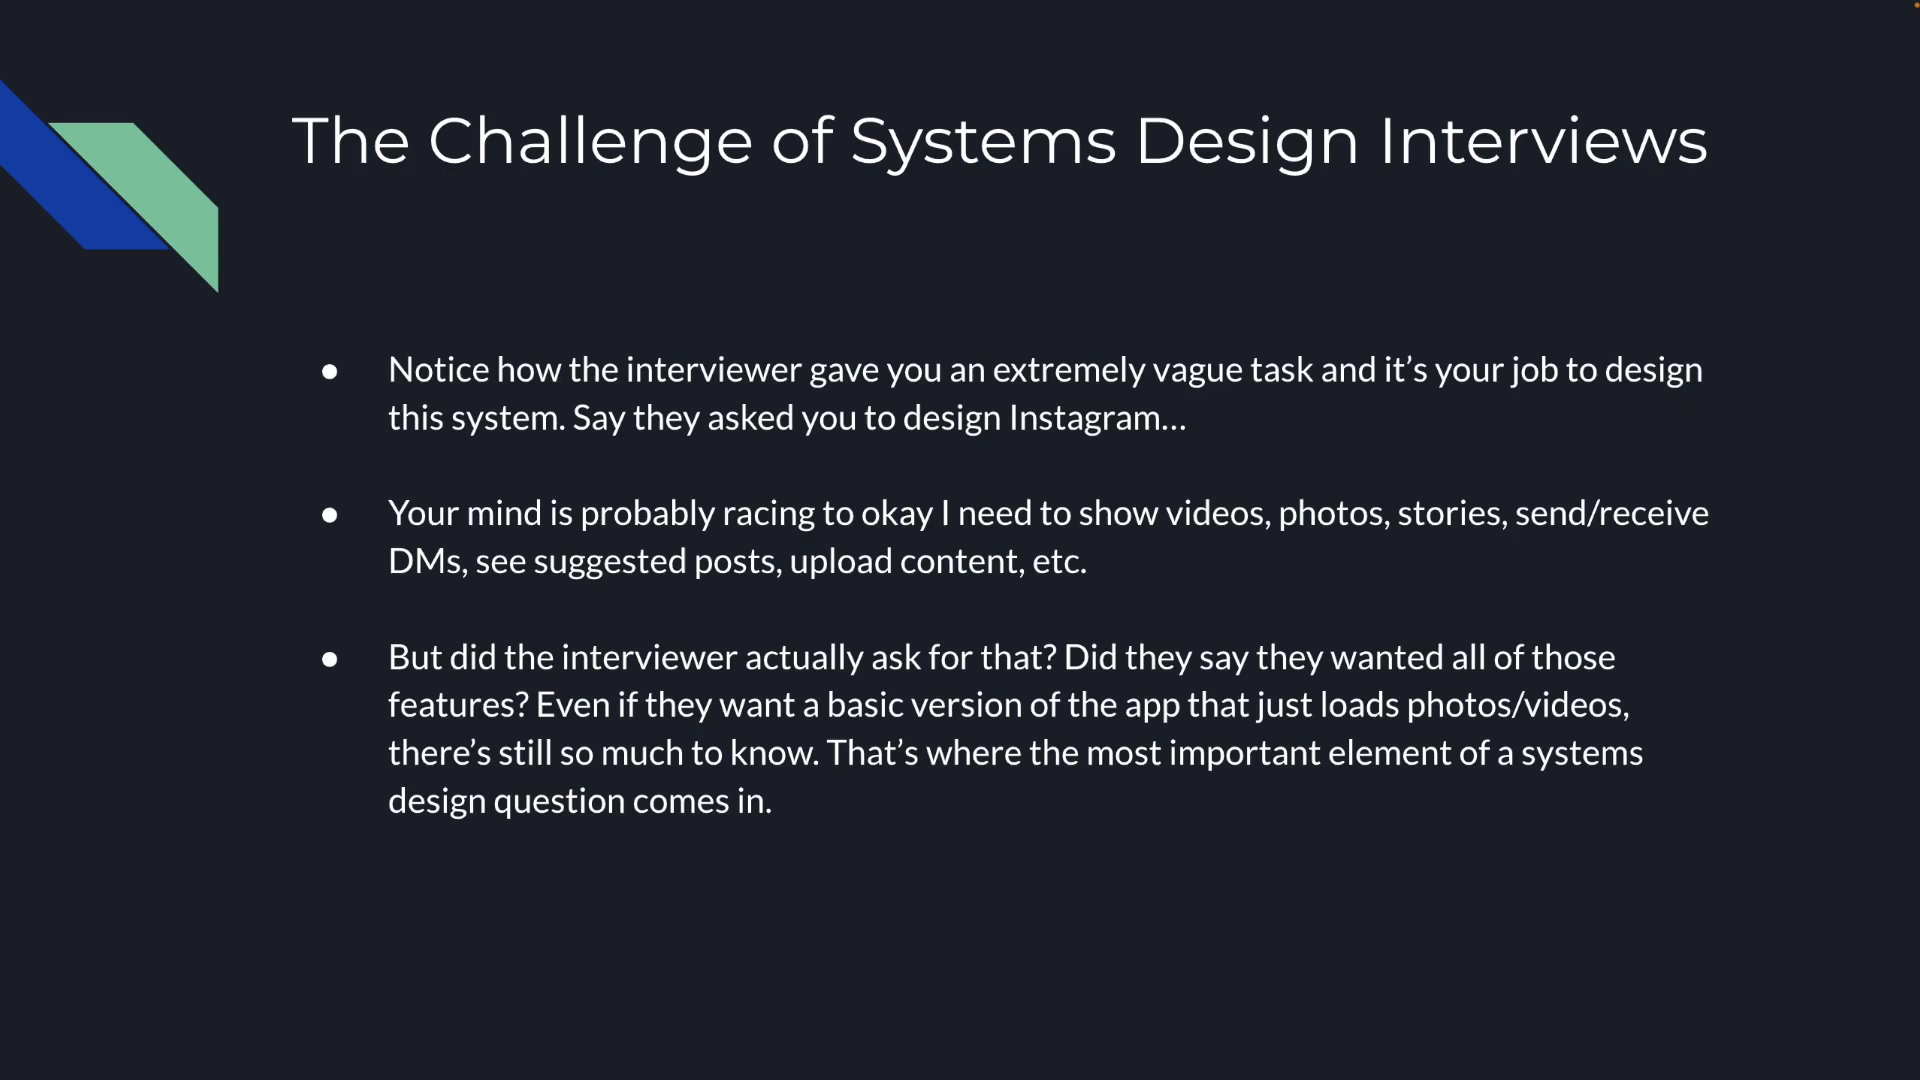 The Challenge of Systems Design Interviews
● Notice how the interviewer gave you an extremely vague task and it’s your job to design
this system. Say they asked you to design Instagram…
● Your mind is probably racing to okay I need to show videos, photos, stories, send/receive
DMs, see suggested posts, upload content, etc.
● But did the interviewer actually ask for that? Did they say they wanted all of those
features? Even if they want a basic version of the app that just loads photos/videos,
there’s still so much to know. That’s where the most important element of a systems
design question comes in.